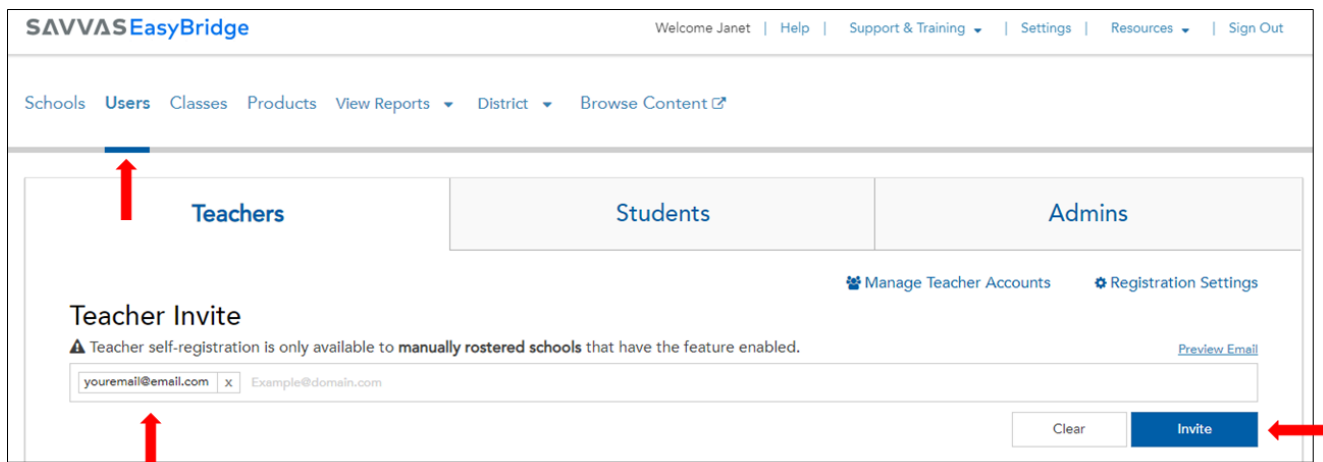 SAVVAS EasyBridge
Welcome Janet | Help | Support & Training | Settings | Resources | Sign Out
Schools Users Classes Products View Reports District Browse Content
Teachers Students Admins
Manage Teacher Accounts Registration Settings
Teacher Invite
Teacher self-registration is only available to manually rostered schools that have the feature enabled.
Preview Email
youremail@email.com x Example@domain.com
Clear Invite